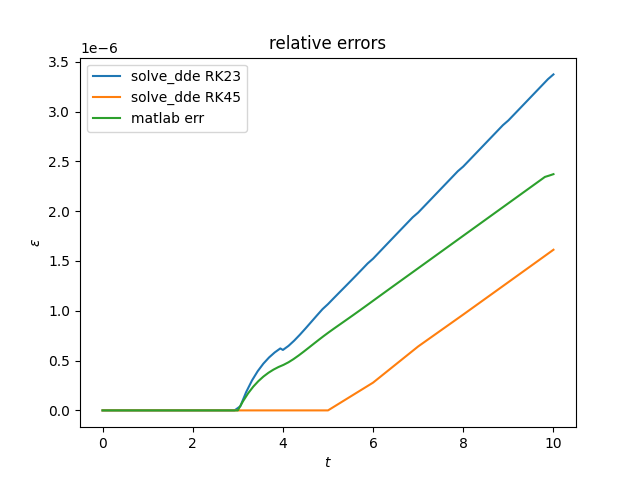 relative errors
1e−6
solve_dde RK23
solve_dde RK45
matlab err
3.5
3.0
2.5
2.0
1.5
1.0
0.5
0.0
ε
0 2 4 6 8 10
t